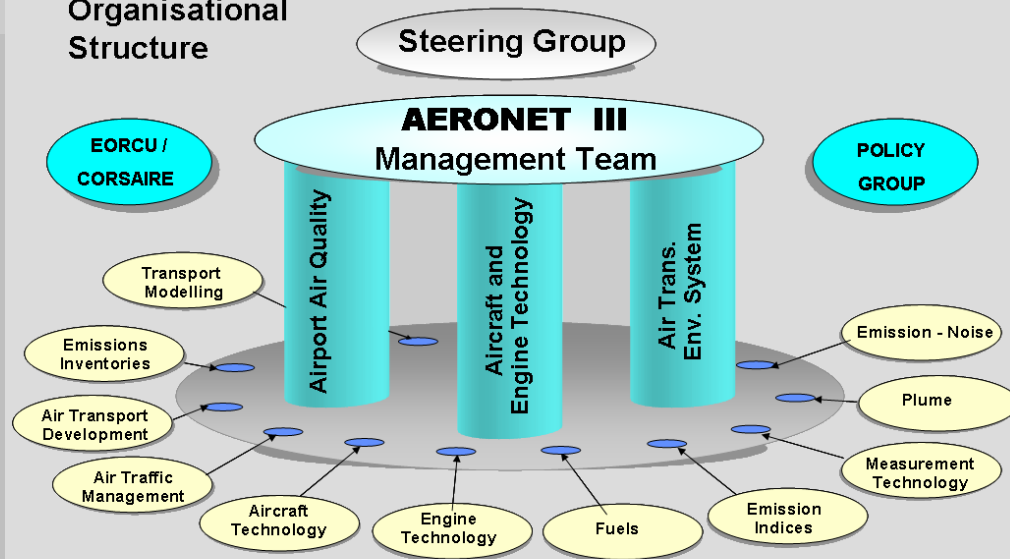 Organisational
Structure
Steering Group
AERONET III
Management Team
EORCU /
CORSAIRE
POLICY
GROUP
Airport Air Quality
Aircraft and
Engine Technology
Air Trans.
Env. System
Transport
Modelling
Emissions
Inventories
Air Transport
Development
Air Traffic
Management
Aircraft
Technology
Engine
Technology
Fuels
Emission
Indices
Measurement
Technology
Plume
Emission - Noise